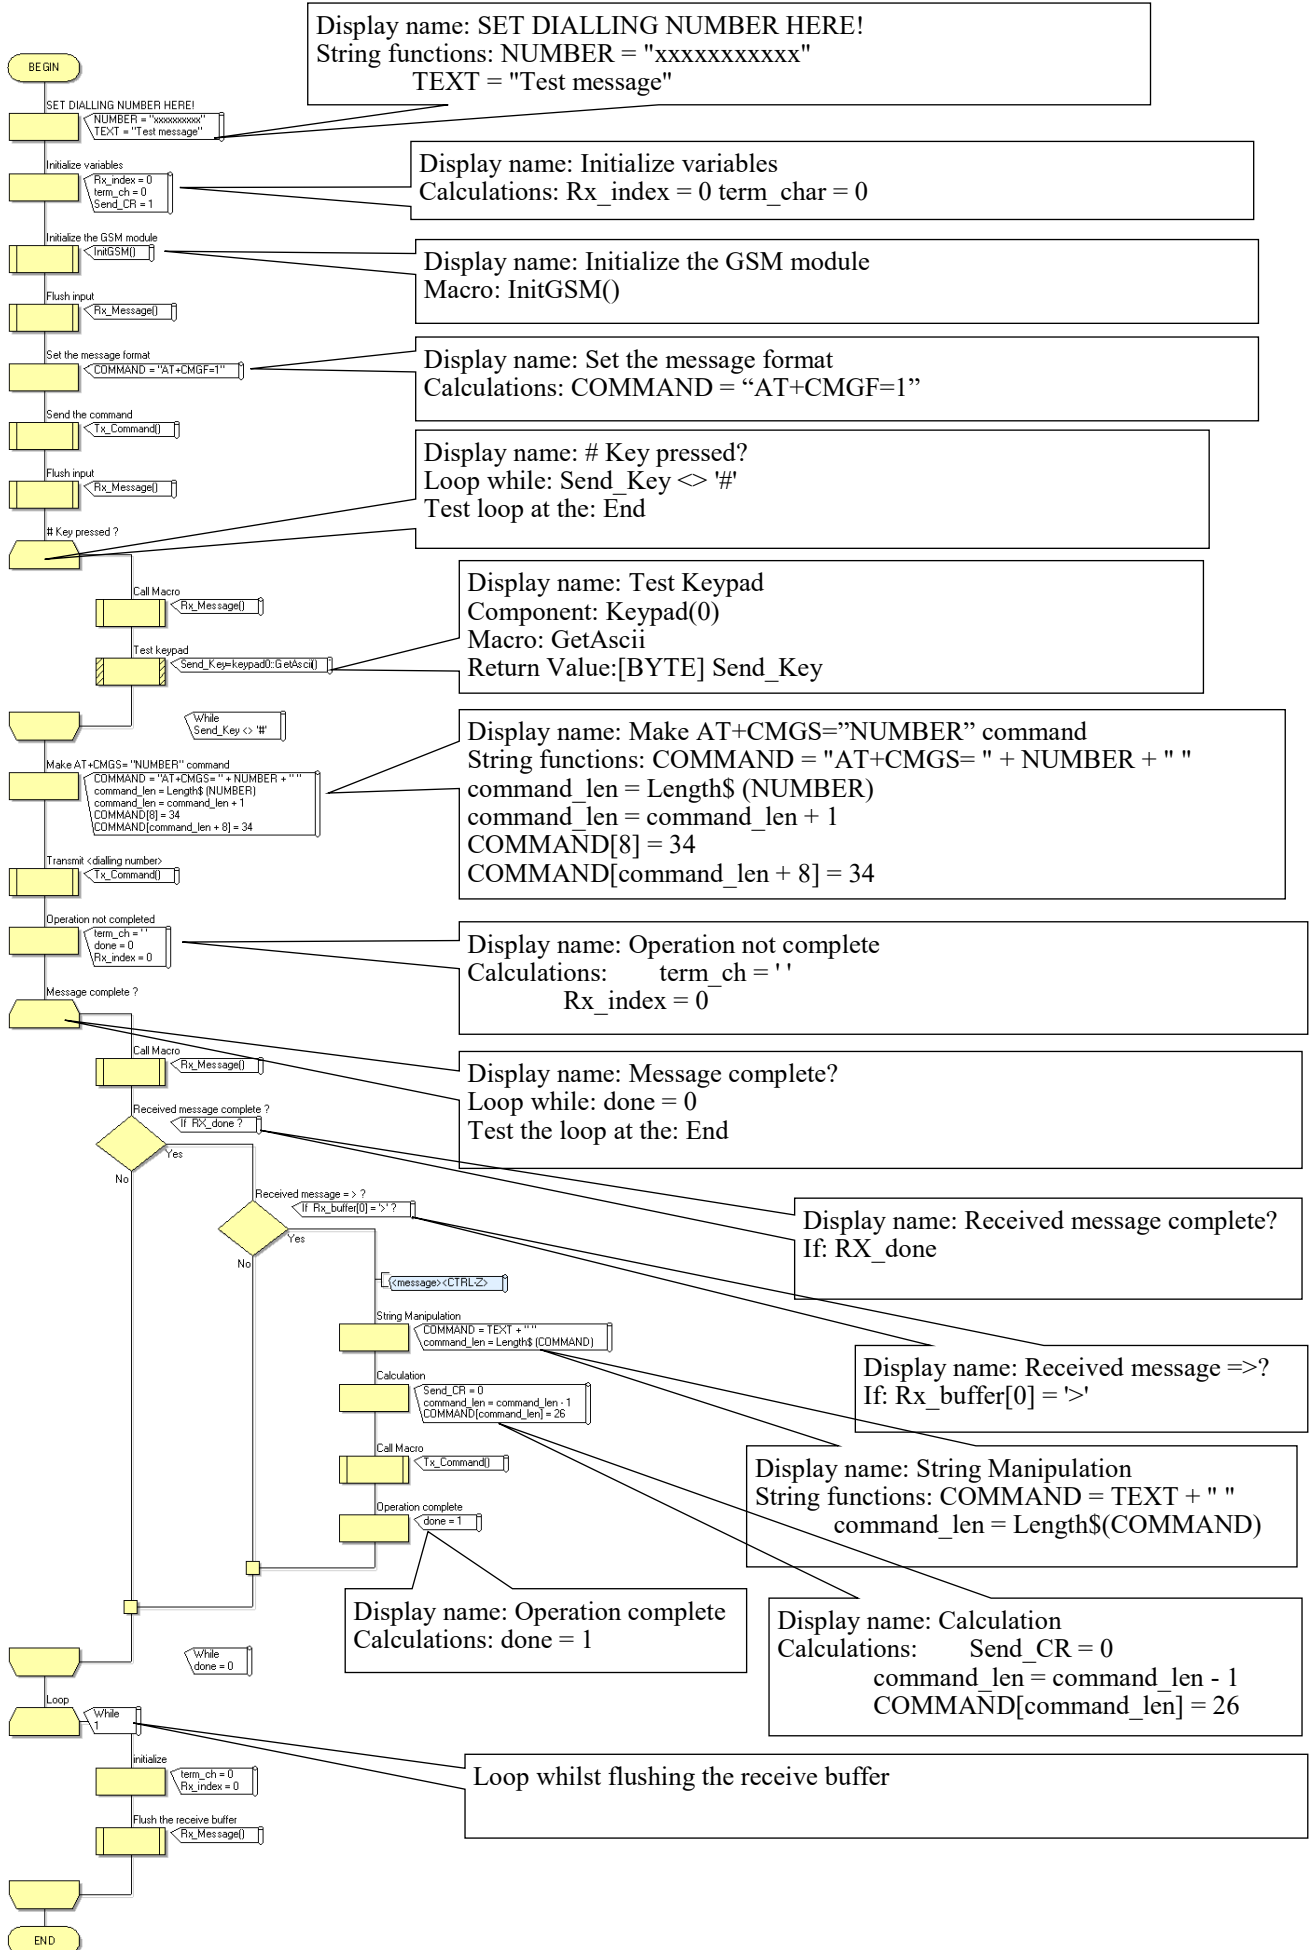 Display name: SET DIALLING NUMBER HERE!
String functions: NUMBER = "xxxxxxxxxxx"
TEXT = "Test message"
BEGIN
SET DIALLING NUMBER HERE!
NUMBER = "xxxxxxxxxx"
TEXT = "Test message"
Display name: Initialize variables
Calculations: Rx_index = 0 term_char = 0
Initialize variables
Rx_index = 0
term_ch = 0
Send_CR = 1
Initialize the GSM module
InitGSM()
Display name: Initialize the GSM module
Macro: InitGSM()
Flush input
Rx_Message()
Set the message format
COMMAND = "AT+CMGF=1"
Display name: Set the message format
Calculations: COMMAND = “AT+CMGF=1”
Send the command
Tx_Command()
Flush input
Rx_Message()
Display name: # Key pressed?
Loop while: Send_Key <> '#'
Test loop at the: End
# Key pressed ?
Call Macro
Rx_Message()
Test keypad
Send_Key=keypad0::GetAscii()
Display name: Test Keypad
Component: Keypad(0)
Macro: GetAscii
Return Value:[BYTE] Send_Key
While
Send_Key <> '#'
Make AT+CMGS= "NUMBER" command
COMMAND = "AT+CMGS= " + NUMBER + " "
command_len = Length$ (NUMBER)
command_len = command_len + 1
COMMAND[8] = 34
COMMAND[command_len + 8] = 34
Display name: Make AT+CMGS=”NUMBER” command
String functions: COMMAND = "AT+CMGS= " + NUMBER + " "
command_len = Length$ (NUMBER)
command_len = command_len + 1
COMMAND[8] = 34
COMMAND[command_len + 8] = 34
Transmit <dialling number>
Tx_Command()
Operation not completed
term_ch = ' '
done = 0
Rx_index = 0
Display name: Operation not complete
Calculations: term_ch = ' '
Rx_index = 0
Message complete ?
Call Macro
Rx_Message()
Display name: Message complete?
Loop while: done = 0
Test the loop at the: End
Received message complete ?
If RX_done ?
Yes
No
Display name: Received message complete?
If: RX_done
Received message = > ?
If Rx_buffer[0] = '>' ?
Yes
No
<message><CTRL-Z>
Display name: Received message =>?
If: Rx_buffer[0] = '>'
String Manipulation
COMMAND = TEXT + " "
command_len = Length$ (COMMAND)
Calculation
Send_CR = 0
command_len = command_len - 1
COMMAND[command_len] = 26
Display name: String Manipulation
String functions: COMMAND = TEXT + " "
command_len = Length$(COMMAND)
Call Macro
Tx_Command()
Operation complete
done = 1
Display name: Operation complete
Calculations: done = 1
Display name: Calculation
Calculations: Send_CR = 0
command_len = command_len - 1
COMMAND[command_len] = 26
While
done = 0
Loop
While
1
initialize
term_ch = 0
Rx_index = 0
Loop whilst flushing the receive buffer
Flush the receive buffer
Rx_Message()
END